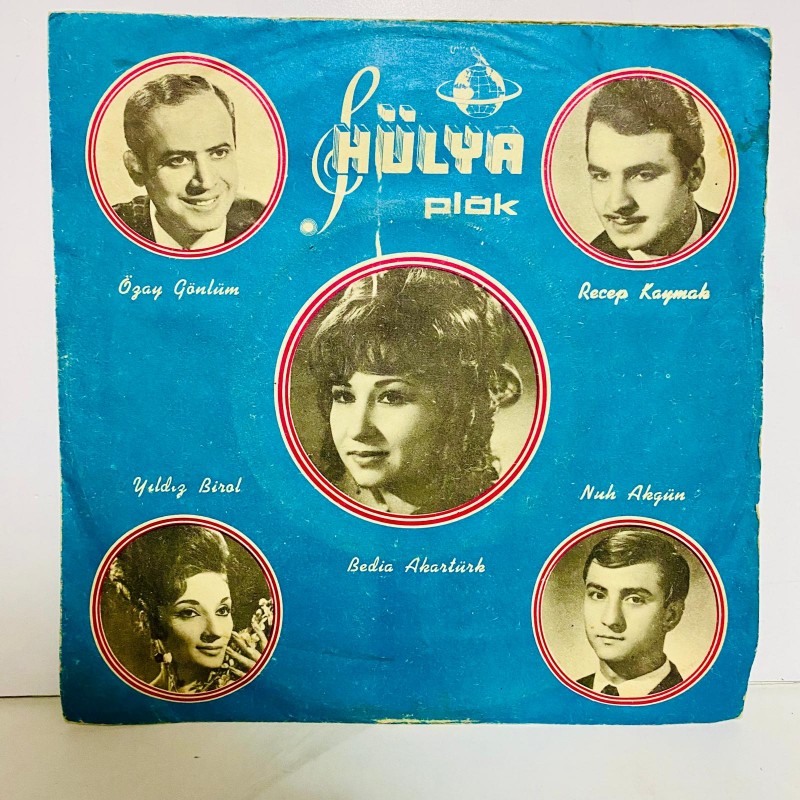 HÜLYA
plâk
Özay Gönlüm
Recep Kaymak
Yıldız Birol
Nuh Akgün
Bedia Akartürk